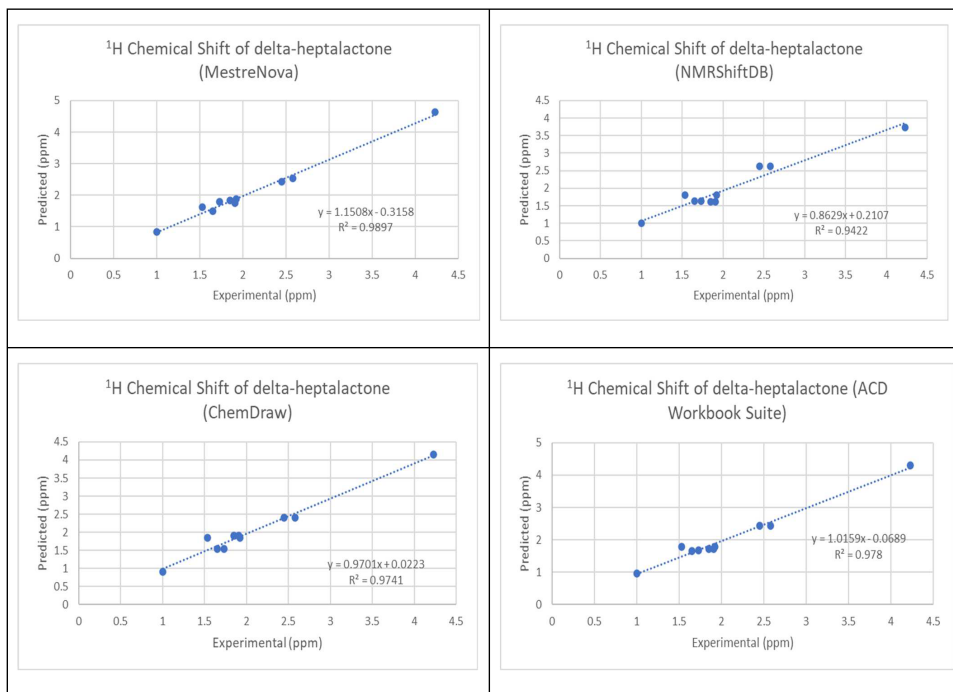 ¹H Chemical Shift of delta-heptalactone
(MestreNova)
5
4
3
2
1
0
Predicted (ppm)
y = 1.1508x - 0.3158
R² = 0.9897
0 0.5 1 1.5 2 2.5 3 3.5 4 4.5
Experimental (ppm)
¹H Chemical Shift of delta-heptalactone
(NMRShiftDB)
4.5
4
3.5
3
2.5
2
1.5
1
0.5
0
Predicted (ppm)
y = 0.8629x + 0.2107
R² = 0.9422
0 0.5 1 1.5 2 2.5 3 3.5 4 4.5
Experimental (ppm)
¹H Chemical Shift of delta-heptalactone
(ChemDraw)
4.5
4
3.5
3
2.5
2
1.5
1
0.5
0
Predicted (ppm)
y = 0.9701x + 0.0223
R² = 0.9741
0 0.5 1 1.5 2 2.5 3 3.5 4 4.5
Experimental (ppm)
¹H Chemical Shift of delta-heptalactone (ACD
Workbook Suite)
5
4
3
2
1
0
Predicted (ppm)
y = 1.0159x - 0.0689
R² = 0.978
0 0.5 1 1.5 2 2.5 3 3.5 4 4.5
Experimental (ppm)